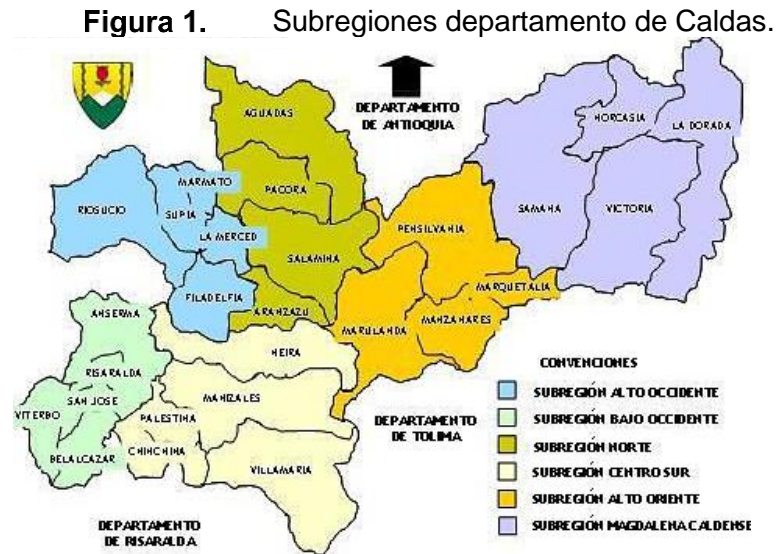 Figura 1. Subregiones departamento de Caldas.
AGUADAS
DEPARTAMENTO
DE ANTIOQUIA
NORCASIA
LA DORADA
MARMATO
PACORA
RIOSUCIO
SUPIA
SAMANA
VICTORIA
LA MERCED
PENSILVANIA
SALAMINA
MARQUETALIA
FILADELFIA
ARANZAZU
ANSERMA
MARULANDA
MANZANARES
NEIRA
CONVENCIONES
RISARALDA
SUBREGIÓN ALTO OCCIDENTE
MANIZALES
SAN JOSE
VITERBO
PALESTINA
DEPARTAMENTO
DE TOLIMA
SUBREGIÓN BAJO OCCIDENTE
SUBREGIÓN NORTE
BELALCAZAR
CHINCHINA
VILLAMARIA
SUBREGIÓN CENTRO SUR
SUBREGIÓN ALTO ORIENTE
DEPARTAMENTO
DE RISARALDA
SUBREGIÓN MAGDALENA CALDENSE